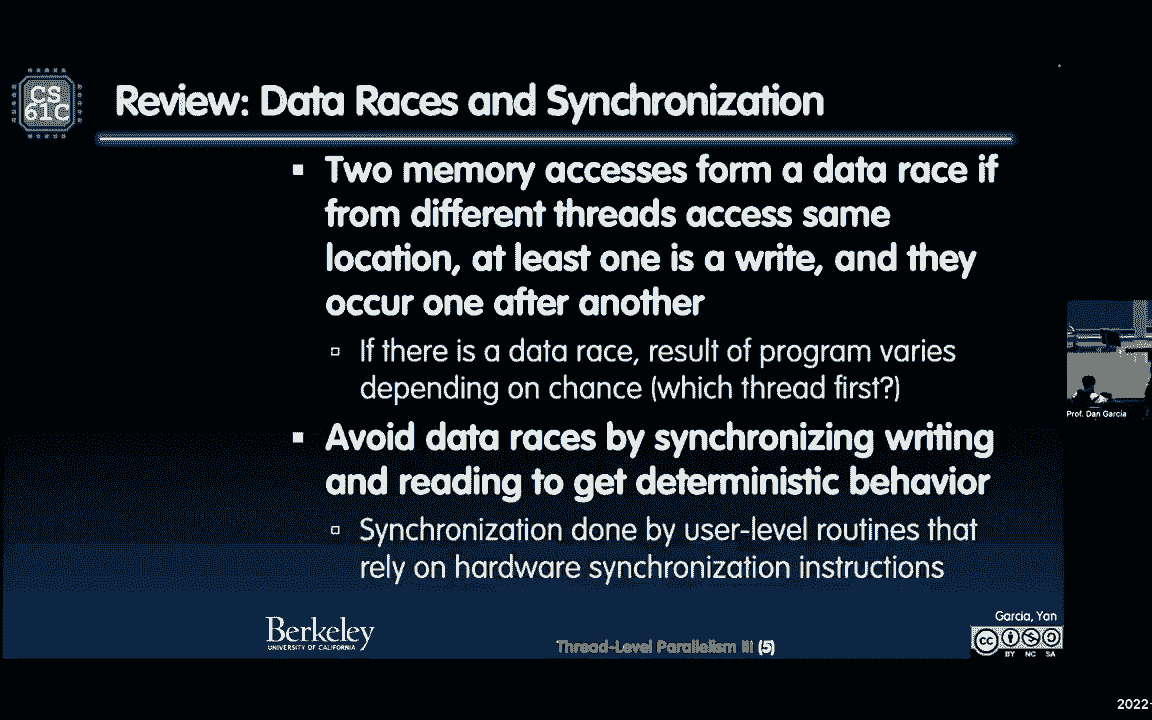 CS
61C
Review: Data Races and Synchronization
▪ Two memory accesses form a data race if
from different threads access same
location, at least one is a write, and they
occur one after another
▫ If there is a data race, result of program varies
depending on chance (which thread first?)
▪ Avoid data races by synchronizing writing
and reading to get deterministic behavior
▫ Synchronization done by user-level routines that
rely on hardware synchronization instructions
Prof. Dan Garcia
Berkeley
UNIVERSITY OF CALIFORNIA
Thread-Level Parallelism III (5)
Garcia, Yan
cc
BY NC SA
2022-